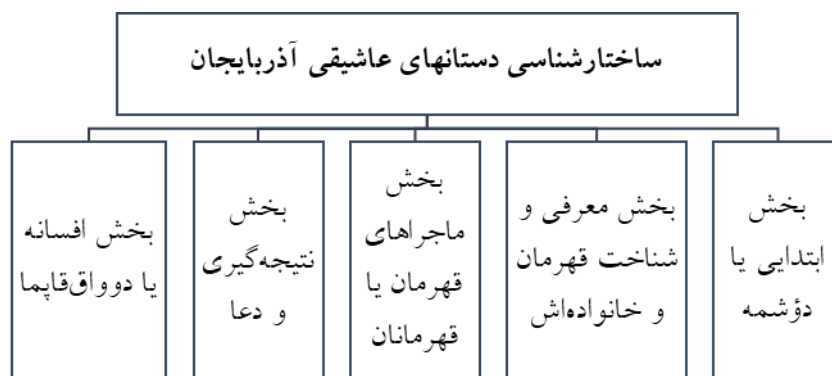 ساختارشناسی دستانهای عاشیقی آذربایجان
بخش
ابتدایی یا
دؤشمه
بخش معرفی و
شناخت قهرمان
و خانواده‌اش
بخش
ماجراهای
قهرمان یا
قهرمانان
بخش
نتیجه‌گیری
و دعا
بخش افسانه
یا دوواق‌قاپما